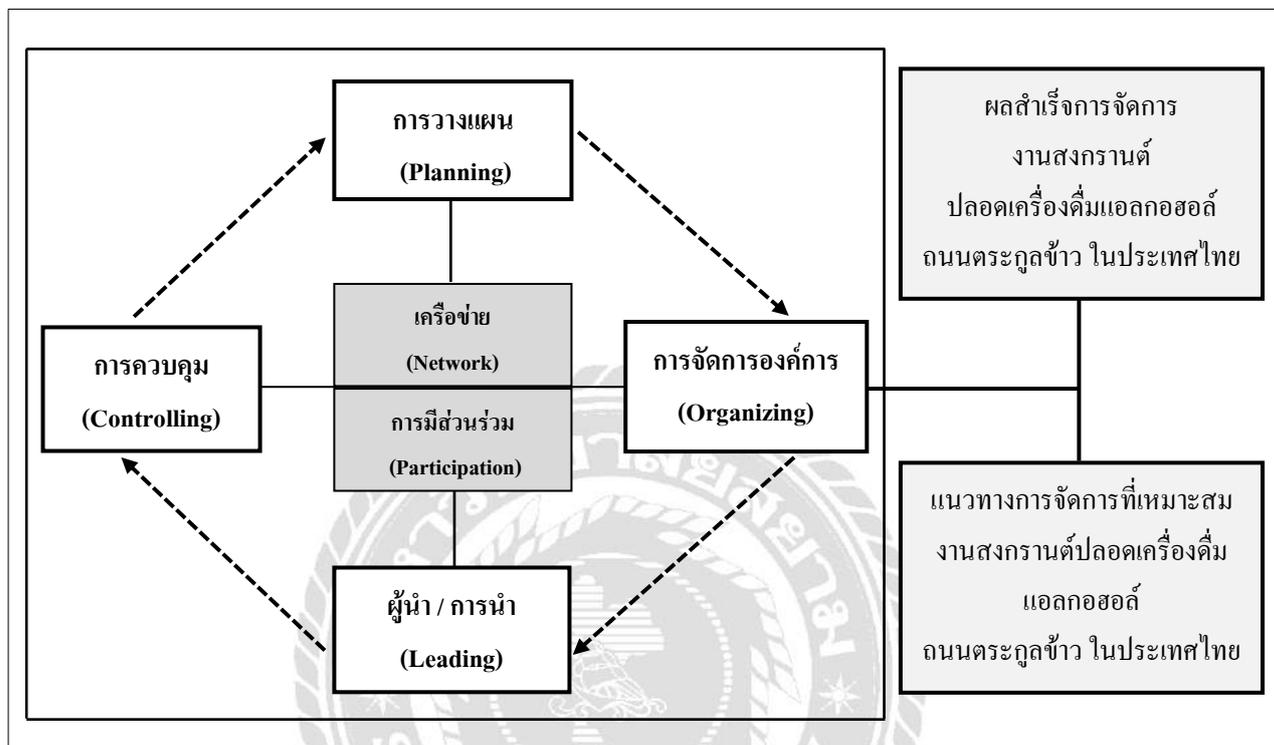 การวางแผน
(Planning)
ผลสำเร็จการจัดการ
งานสงกรานต์
ปลอดเครื่องดื่มแอลกอฮอล์
ถนนตระกูลข้าว ในประเทศไทย
เครือข่าย
(Network)
การควบคุม
(Controlling)
การจัดการองค์การ
(Organizing)
การมีส่วนร่วม
(Participation)
ผู้นำ / การนำ
(Leading)
แนวทางการจัดการที่เหมาะสม
งานสงกรานต์ปลอดเครื่องดื่ม
แอลกอฮอล์
ถนนตระกูลข้าว ในประเทศไทย